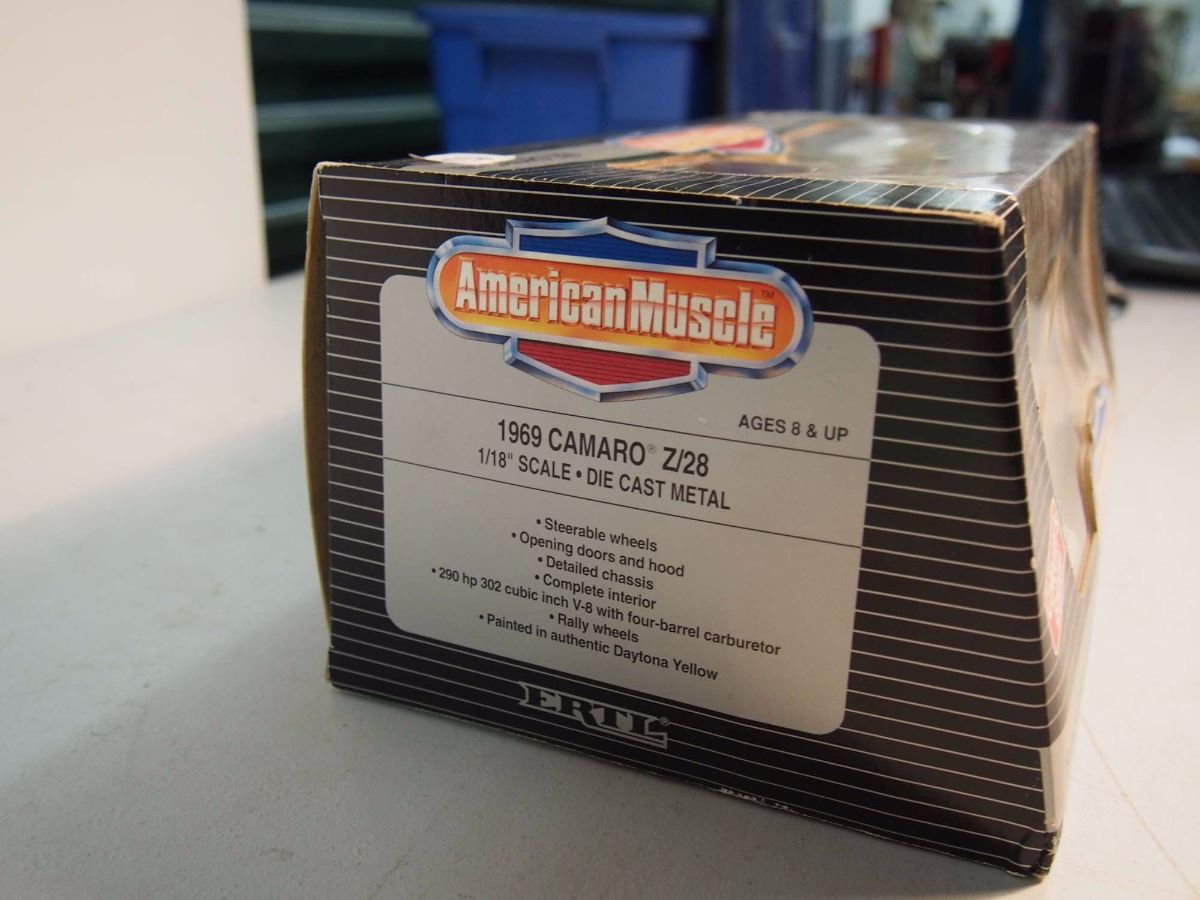 AmericanMuscle™
AGES 8 & UP
1969 CAMARO® Z/28
1/18" SCALE • DIE CAST METAL
• Steerable wheels
• Opening doors and hood
• Detailed chassis
• Complete interior
• 290 hp 302 cubic inch V-8 with four-barrel carburetor
• Rally wheels
• Painted in authentic Daytona Yellow
ERTL®